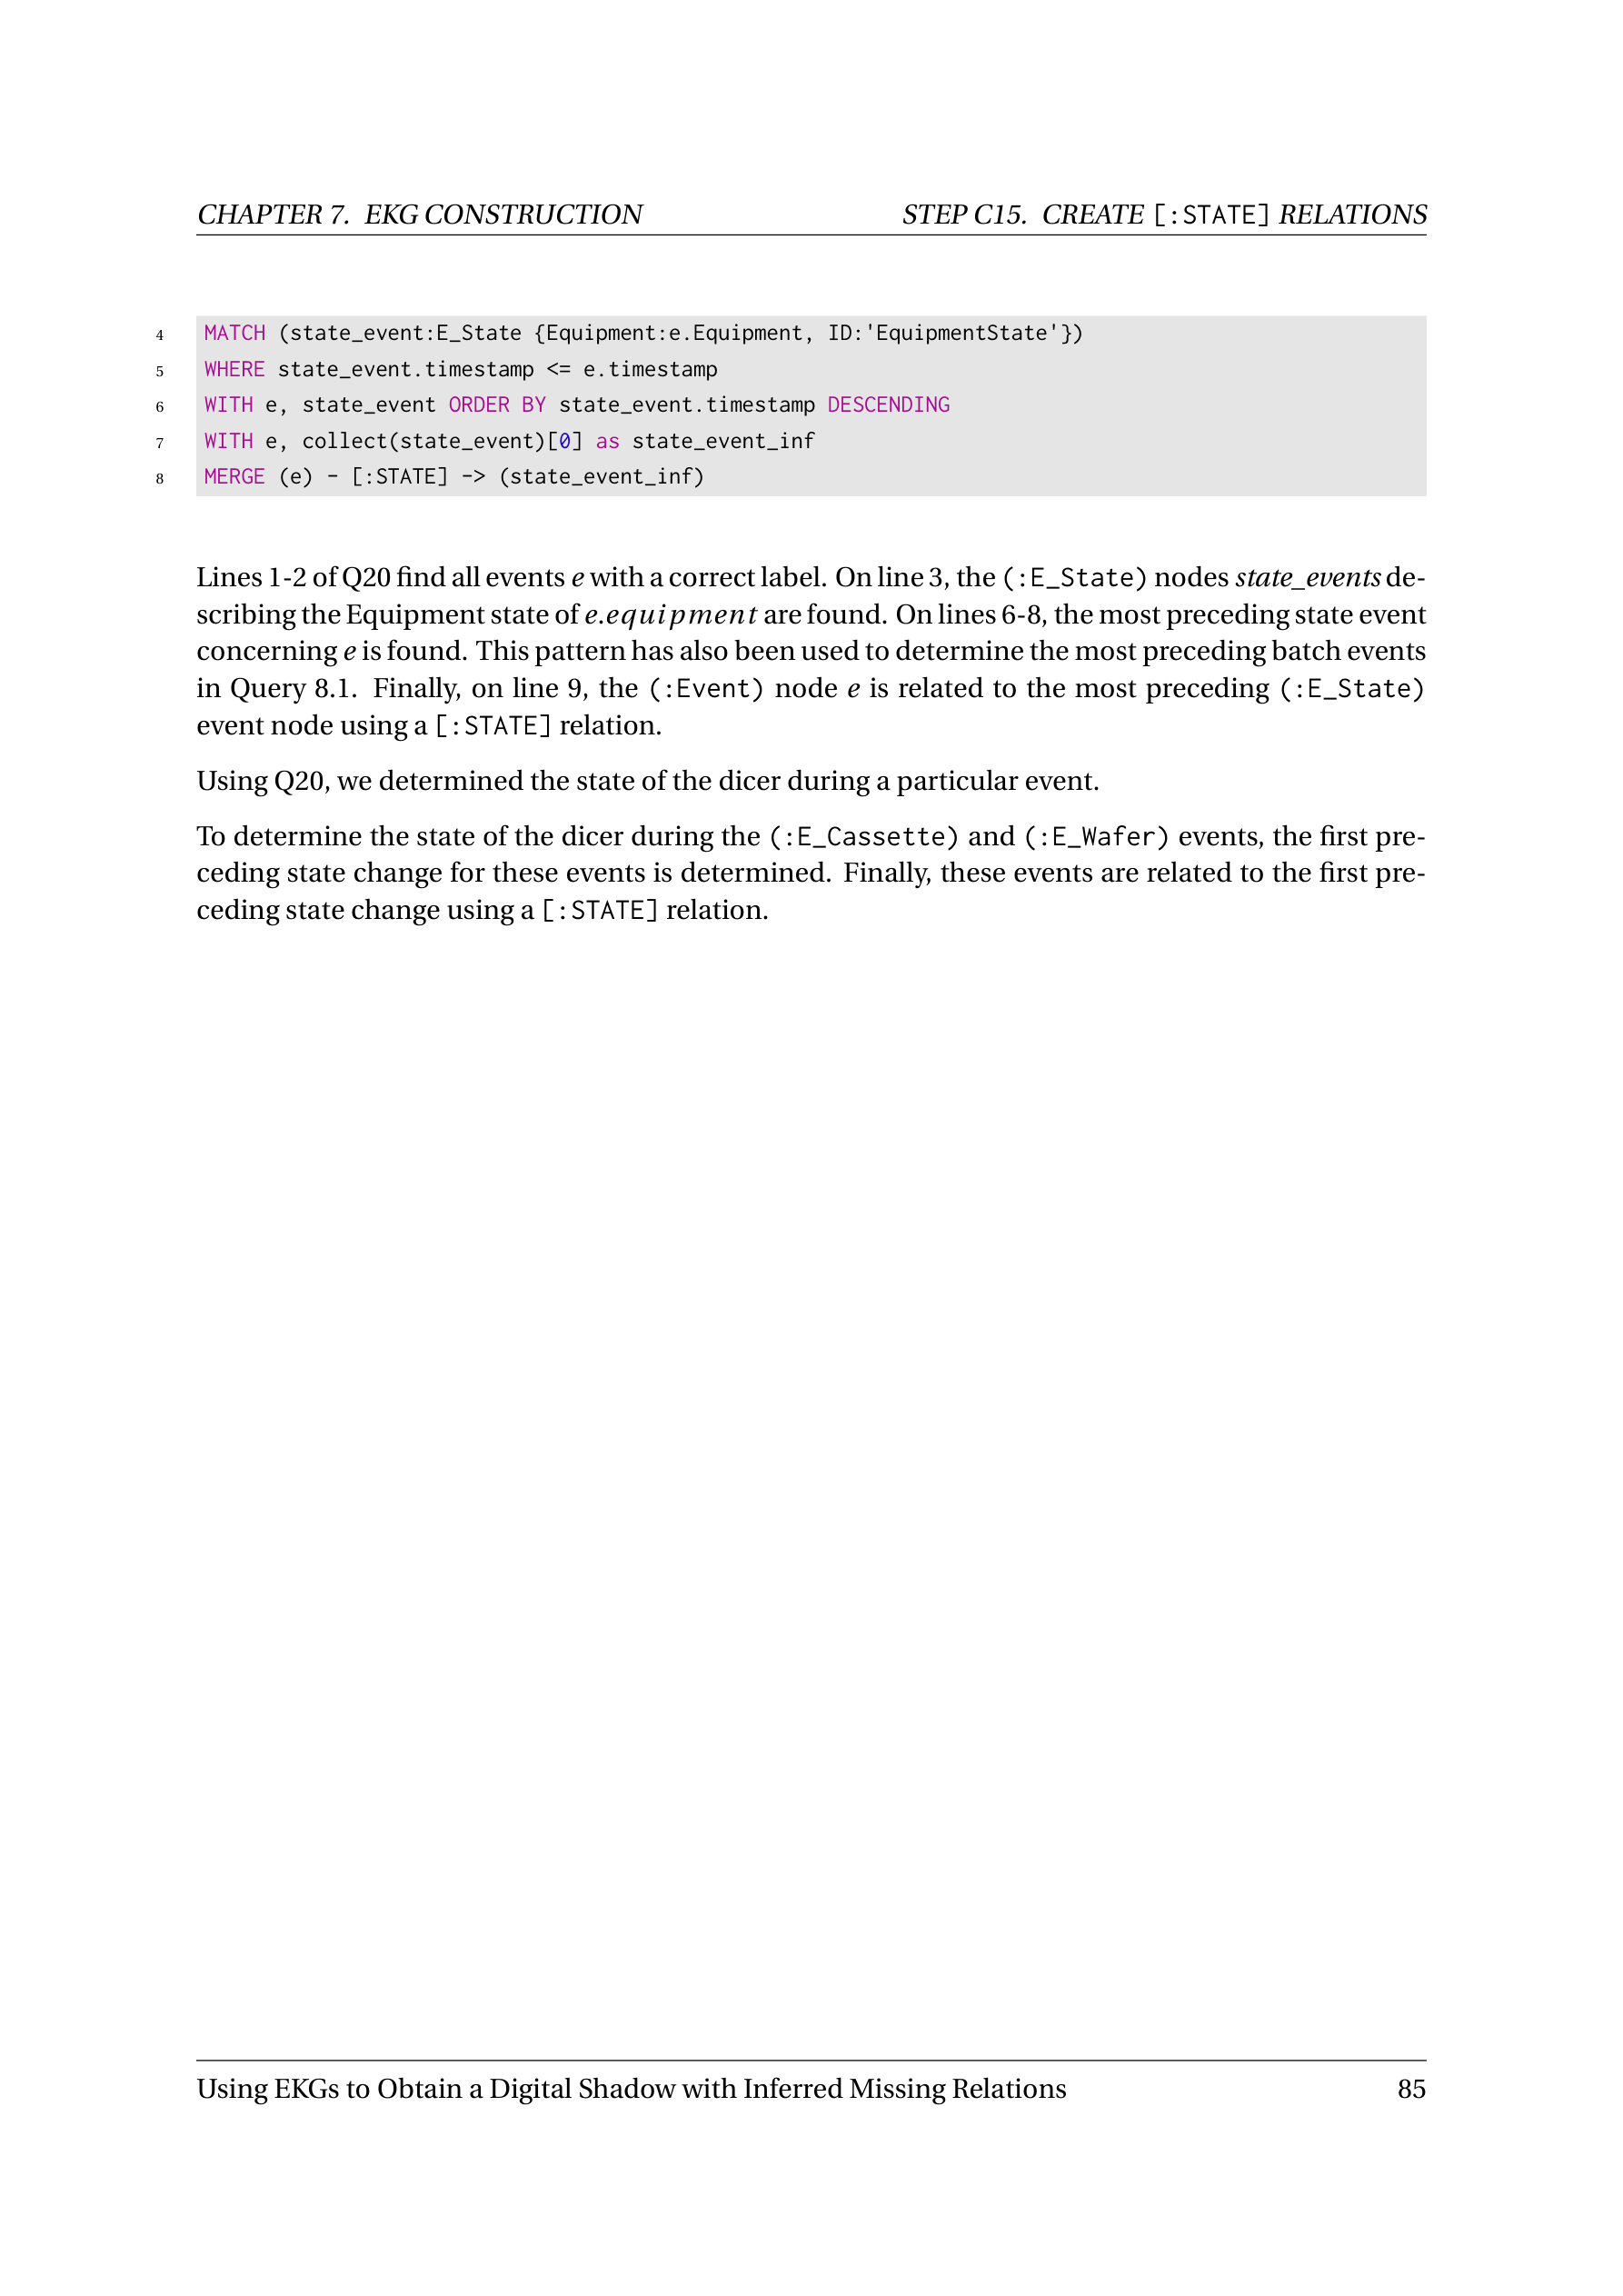 CHAPTER 7. EKG CONSTRUCTION STEP C15. CREATE [:STATE] RELATIONS
4 MATCH (state_event:E_State {Equipment:e.Equipment, ID:'EquipmentState'})
5 WHERE state_event.timestamp <= e.timestamp
6 WITH e, state_event ORDER BY state_event.timestamp DESCENDING
7 WITH e, collect(state_event)[0] as state_event_inf
8 MERGE (e) - [:STATE] -> (state_event_inf)
Lines 1-2 of Q20 find all events e with a correct label. On line 3, the (:E_State) nodes state_events de-
scribing the Equipment state of e.equipment are found. On lines 6-8, the most preceding state event
concerning e is found. This pattern has also been used to determine the most preceding batch events
in Query 8.1. Finally, on line 9, the (:Event) node e is related to the most preceding (:E_State)
event node using a [:STATE] relation.
Using Q20, we determined the state of the dicer during a particular event.
To determine the state of the dicer during the (:E_Cassette) and (:E_Wafer) events, the first pre-
ceding state change for these events is determined. Finally, these events are related to the first pre-
ceding state change using a [:STATE] relation.
Using EKGs to Obtain a Digital Shadow with Inferred Missing Relations 85